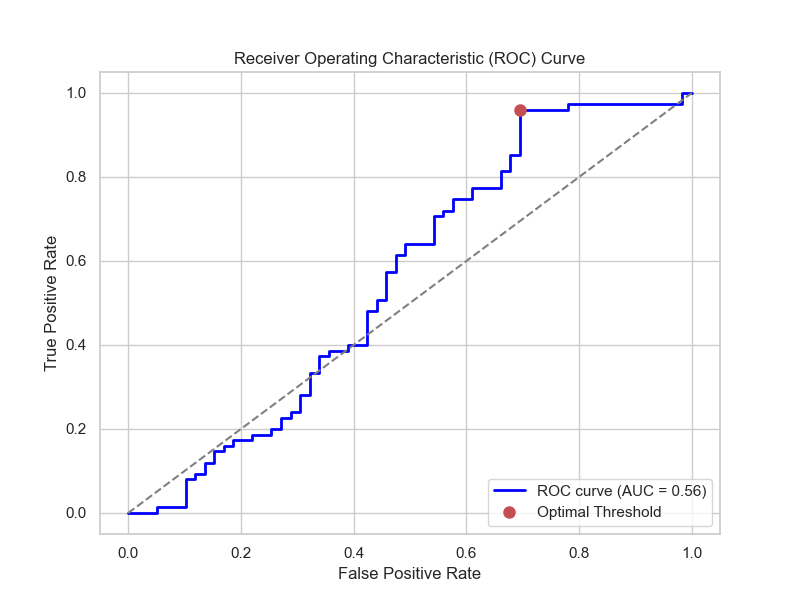 Receiver Operating Characteristic (ROC) Curve
1.0
0.8
0.6
0.4
0.2
0.0
True Positive Rate
0.0 0.2 0.4 0.6 0.8 1.0
False Positive Rate
ROC curve (AUC = 0.56)
Optimal Threshold